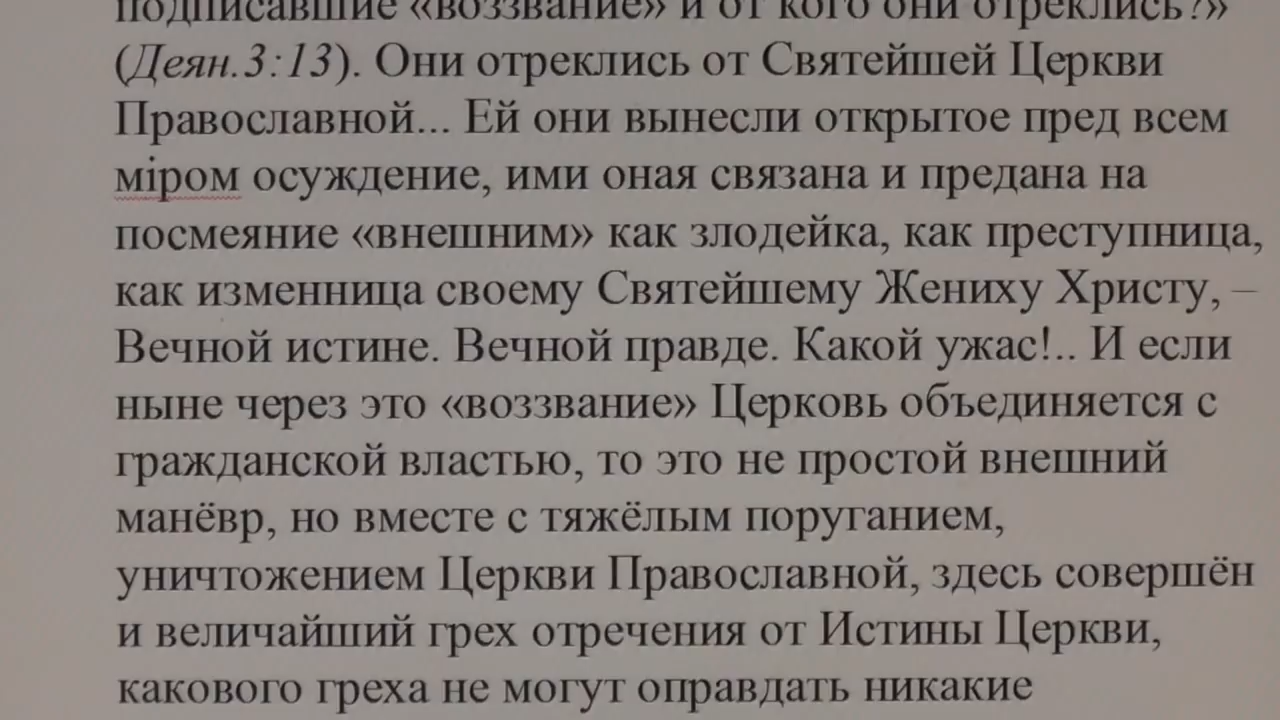 подписавшие «воззвание» и от кого они отреклись?»
(Деян.3:13). Они отреклись от Святейшей Церкви
Православной... Ей они вынесли открытое пред всем
мiром осуждение, ими оная связана и предана на
посмеяние «внешним» как злодейка, как преступница,
как изменница своему Святейшему Жениху Христу, –
Вечной истине. Вечной правде. Какой ужас!.. И если
ныне через это «воззвание» Церковь объединяется с
гражданской властью, то это не простой внешний
манёвр, но вместе с тяжёлым поруганием,
уничтожением Церкви Православной, здесь совершён
и величайший грех отречения от Истины Церкви,
какового греха не могут оправдать никакие